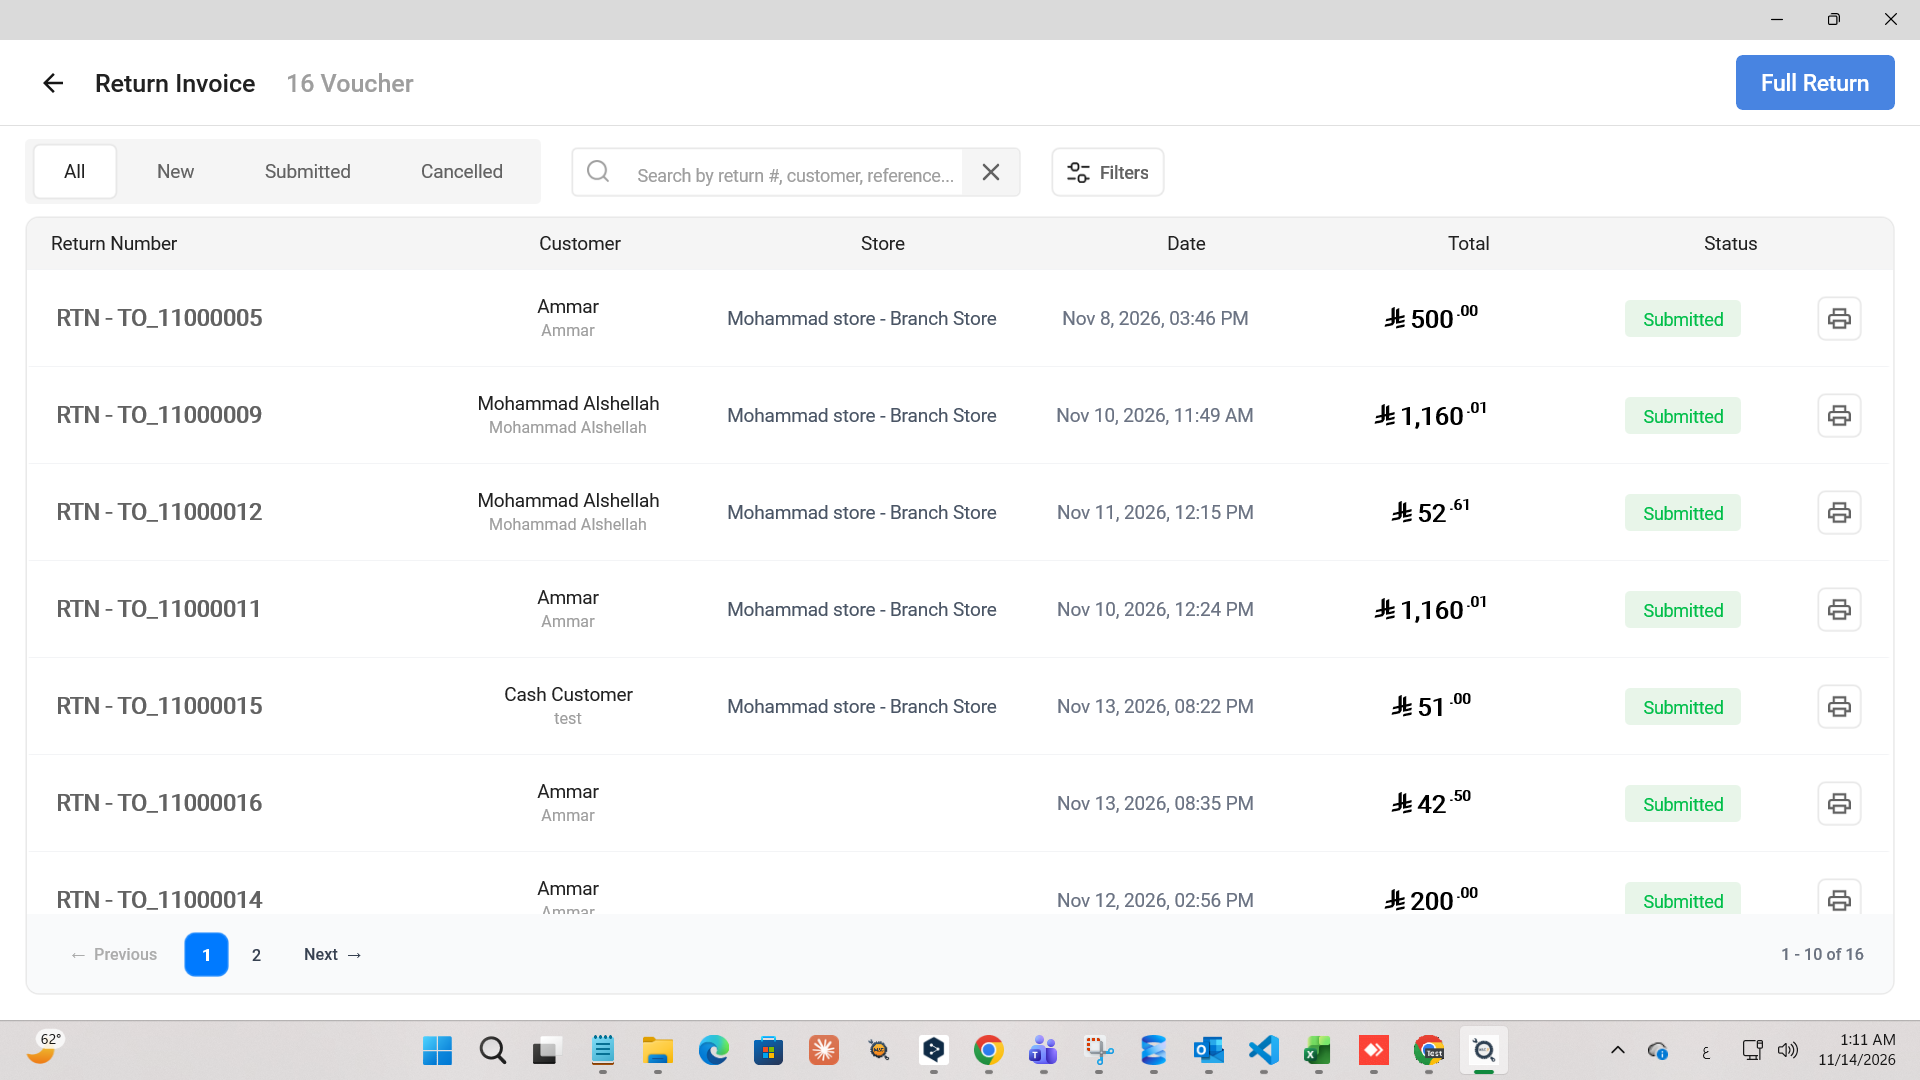 Return Invoice 16 Voucher Full Return
All New Submitted Cancelled Search by return #, customer, reference... Filters
Return Number Customer Store Date Total Status
RTN - TO_11000005 Ammar Mohammad store - Branch Store Nov 8, 2026, 03:46 PM 500.00 Submitted
Ammar
RTN - TO_11000009 Mohammad Alshellah Mohammad store - Branch Store Nov 10, 2026, 11:49 AM 1,160.01 Submitted
Mohammad Alshellah
RTN - TO_11000012 Mohammad Alshellah Mohammad store - Branch Store Nov 11, 2026, 12:15 PM 52.61 Submitted
Mohammad Alshellah
RTN - TO_11000011 Ammar Mohammad store - Branch Store Nov 10, 2026, 12:24 PM 1,160.01 Submitted
Ammar
RTN - TO_11000015 Cash Customer Mohammad store - Branch Store Nov 13, 2026, 08:22 PM 51.00 Submitted
test
RTN - TO_11000016 Ammar Nov 13, 2026, 08:35 PM 42.50 Submitted
Ammar
RTN - TO_11000014 Ammar Nov 12, 2026, 02:56 PM 200.00 Submitted
Ammar
← Previous 1 2 Next → 1 - 10 of 16
62° ع 1:11 AM
11/14/2026